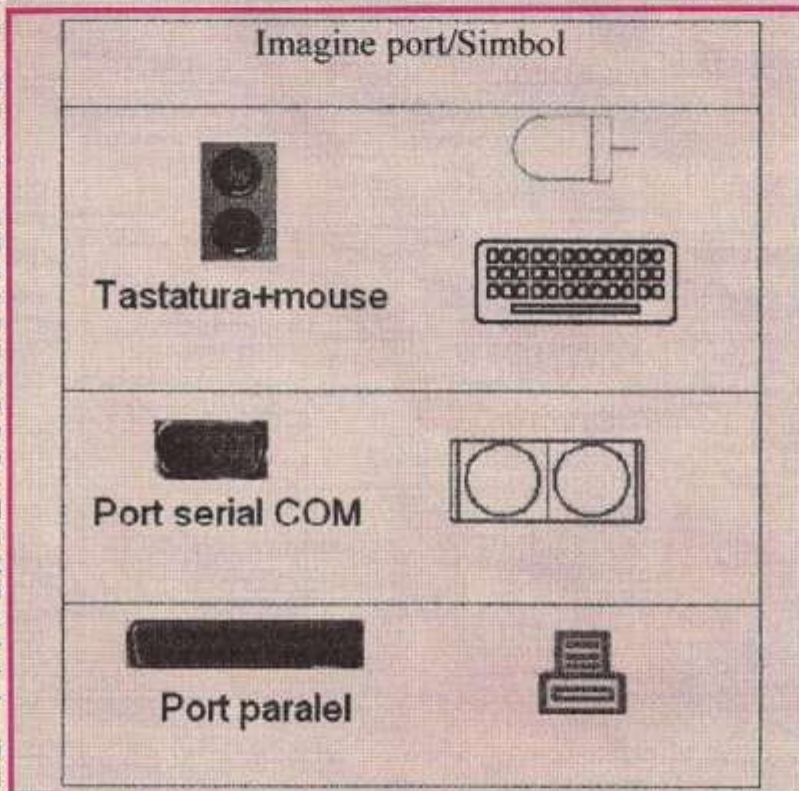 Imagine port/Simbol
Tastatura+mouse
Port serial COM
Port paralel